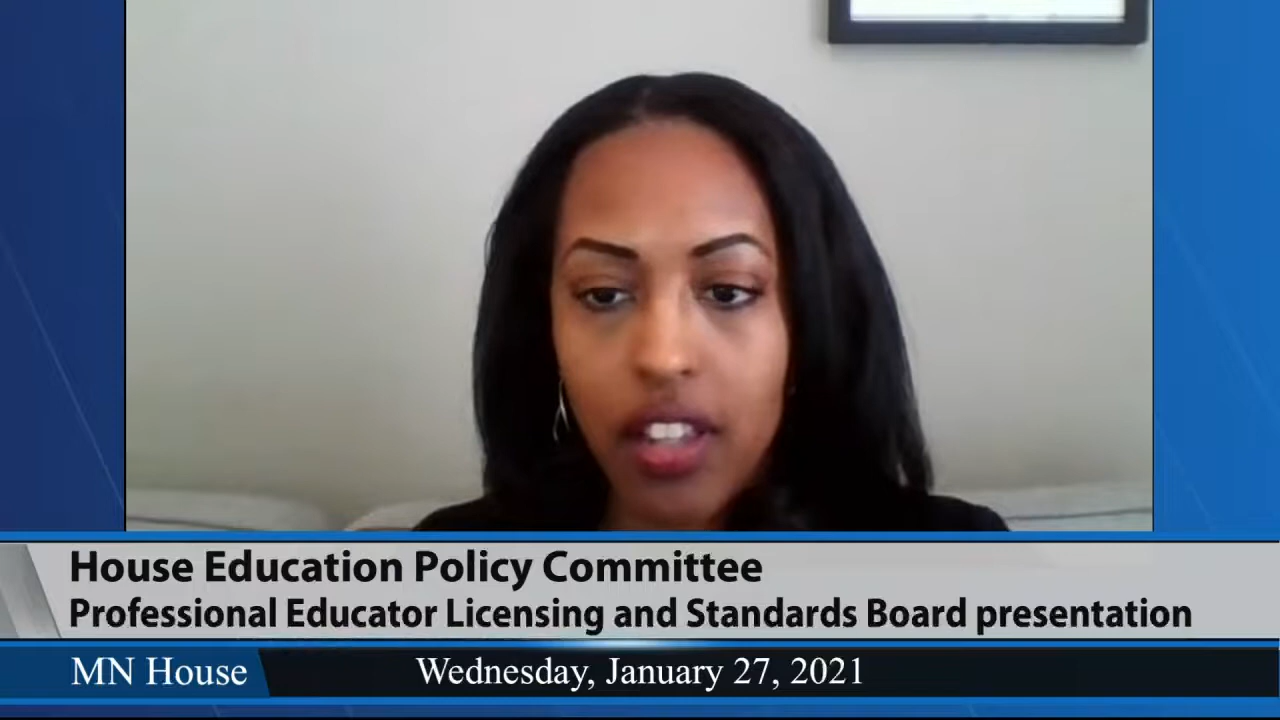 House Education Policy Committee
Professional Educator Licensing and Standards Board presentation
MN House
Wednesday, January 27, 2021